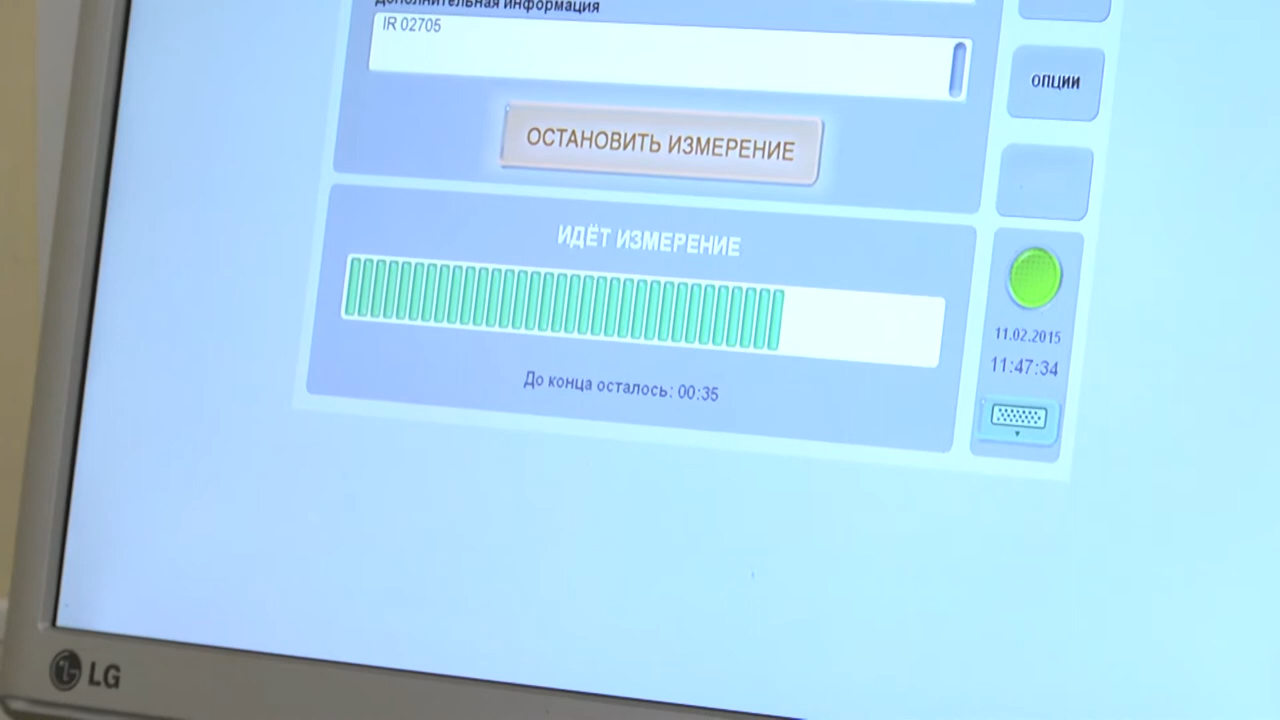 дополнительная информация
IR 02705
ОПЦИИ
ОСТАНОВИТЬ ИЗМЕРЕНИЕ
ИДЁТ ИЗМЕРЕНИЕ
До конца осталось: 00:35
11.02.2015
11:47:34
LG